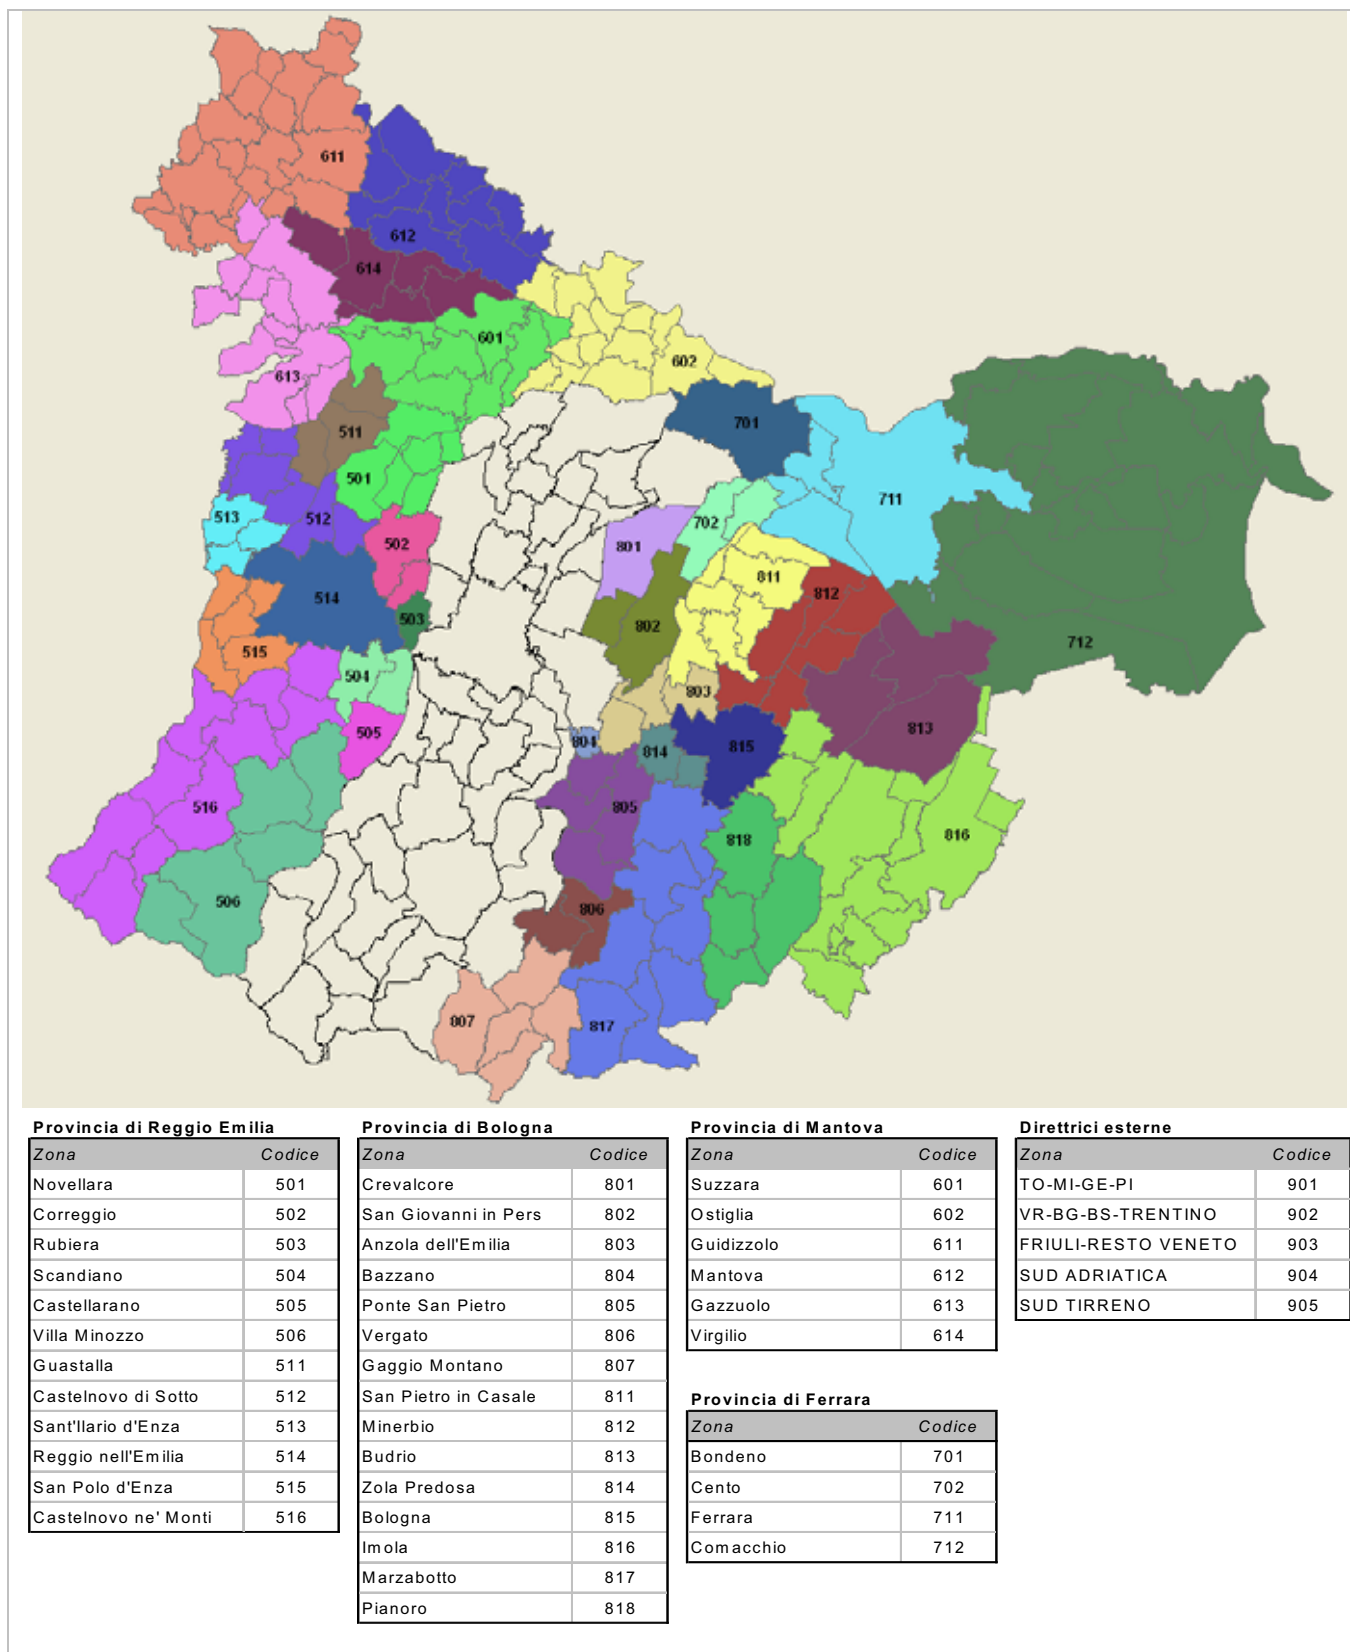 611
612
614
601
602
613
701
511
501
711
513
512
502
702
801
811
812
514
503
802
712
515
504
803
813
505
804
814
815
516
805
816
818
506
806
807
817
Provincia di Reggio Emilia
Zona Codice
Novellara 501
Correggio 502
Rubiera 503
Scandiano 504
Castellarano 505
Villa Minozzo 506
Guastalla 511
Castelnovo di Sotto 512
Sant'Ilario d'Enza 513
Reggio nell'Emilia 514
San Polo d'Enza 515
Castelnovo ne' Monti 516
Provincia di Bologna
Zona Codice
Crevalcore 801
San Giovanni in Pers 802
Anzola dell'Emilia 803
Bazzano 804
Ponte San Pietro 805
Vergato 806
Gaggio Montano 807
San Pietro in Casale 811
Minerbio 812
Budrio 813
Zola Predosa 814
Bologna 815
Imola 816
Marzabotto 817
Pianoro 818
Provincia di Mantova
Zona Codice
Suzzara 601
Ostiglia 602
Guidizzolo 611
Mantova 612
Gazzuolo 613
Virgilio 614
Provincia di Ferrara
Zona Codice
Bondeno 701
Cento 702
Ferrara 711
Comacchio 712
Direttrici esterne
Zona Codice
TO-MI-GE-PI 901
VR-BG-BS-TRENTINO 902
FRIULI-RESTO VENETO 903
SUD ADRIATICA 904
SUD TIRRENO 905